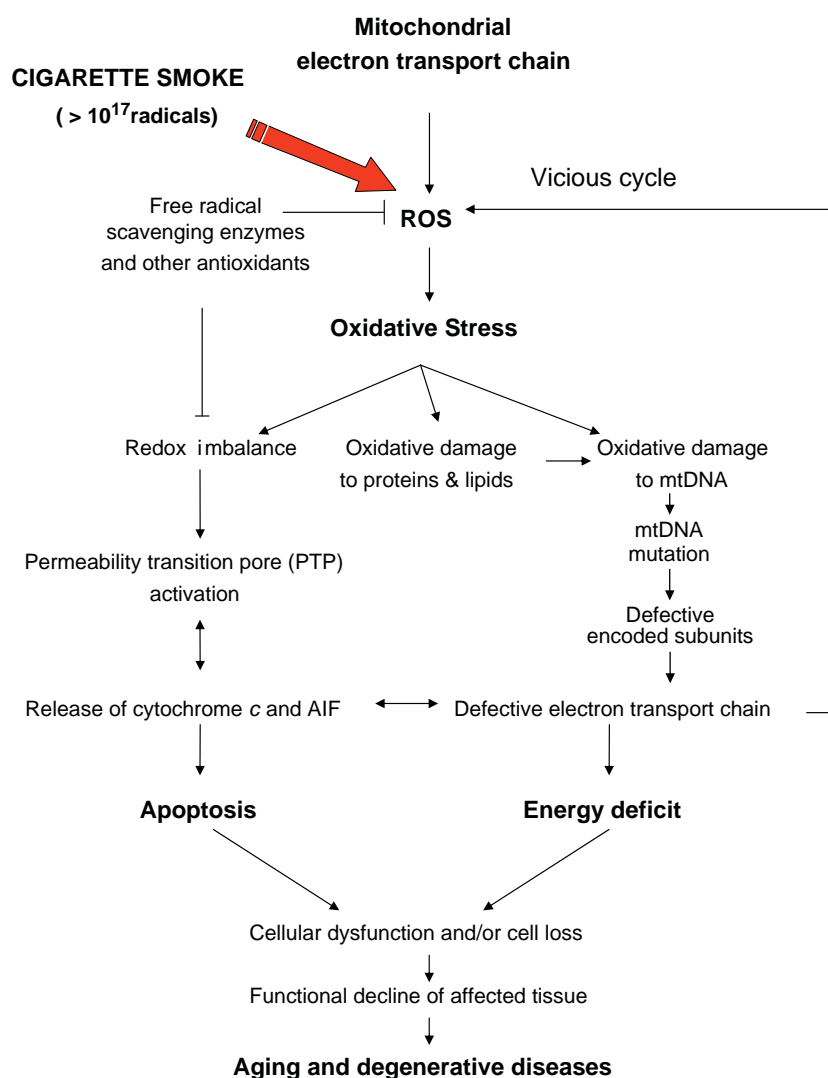 Mitochondrial
electron transport chain
CIGARETTE SMOKE
( > 10^17 radicals)
Vicious cycle
Free radical
scavenging enzymes
and other antioxidants
ROS
Oxidative Stress
Redox imbalance
Oxidative damage
to proteins & lipids
Oxidative damage
to mtDNA
mtDNA
mutation
Permeability transition pore (PTP)
activation
Defective
encoded subunits
Release of cytochrome c and AIF
Defective electron transport chain
Apoptosis
Energy deficit
Cellular dysfunction and/or cell loss
Functional decline of affected tissue
Aging and degenerative diseases